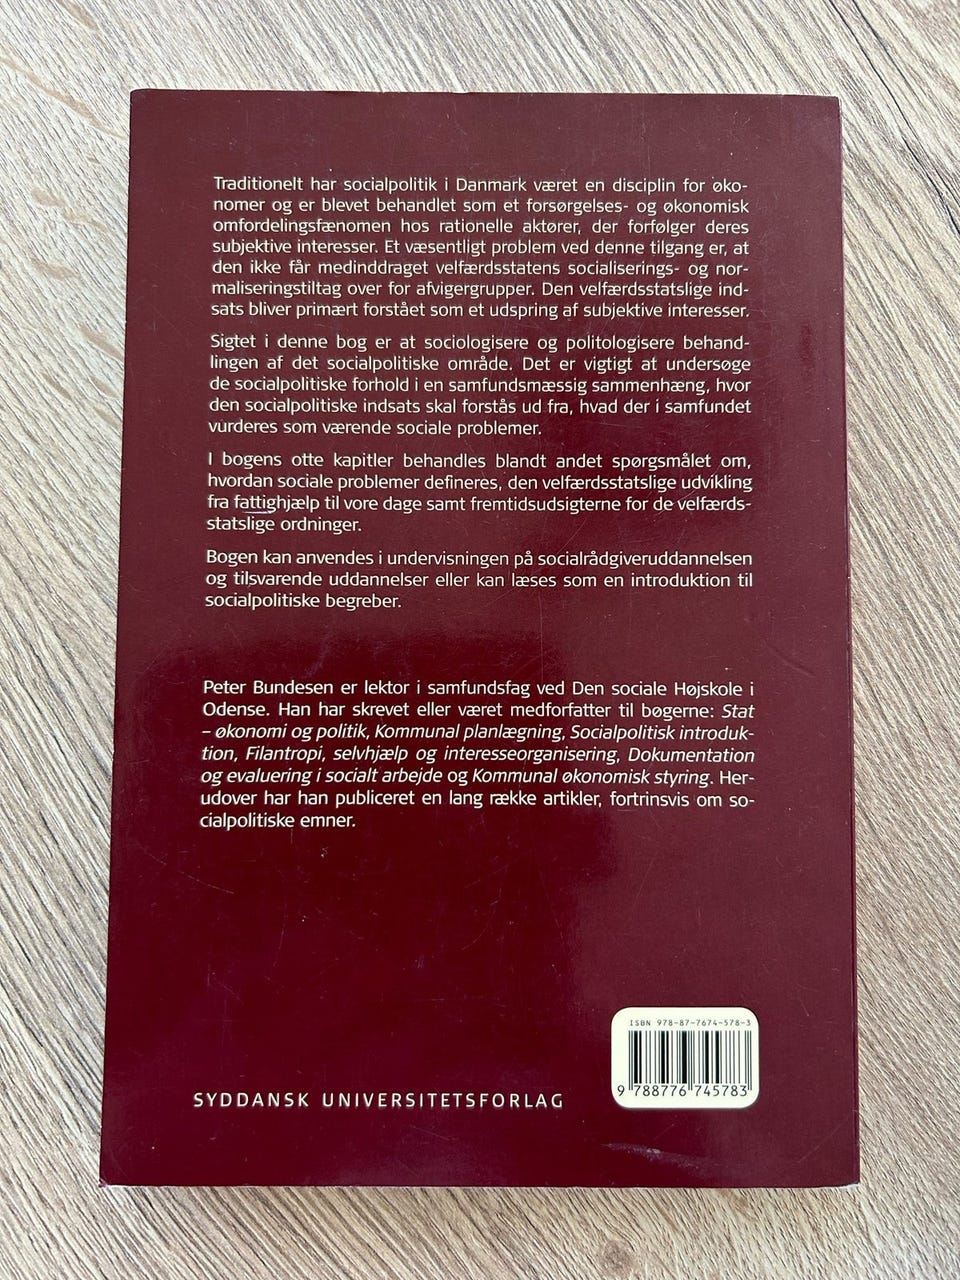 Traditionelt har socialpolitik i Danmark været en disciplin for øko-
nomer og er blevet behandlet som et forsørgelses- og økonomisk
omfordelingsfænomen hos rationelle aktører, der forfølger deres
subjektive interesser. Et væsentligt problem ved denne tilgang er, at
den ikke får medinddraget velfærdsstatens socialiserings- og nor-
maliseringstiltag over for afvigergrupper. Den velfærdsstatslige ind-
sats bliver primært forstået som et udspring af subjektive interesser.
Sigtet i denne bog er at sociologisere og politologisere behand-
lingen af det socialpolitiske område. Det er vigtigt at undersøge
de socialpolitiske forhold i en samfundsmæssig sammenhæng, hvor
den socialpolitiske indsats skal forstås ud fra, hvad der i samfundet
vurderes som værende sociale problemer.
I bogens otte kapitler behandles blandt andet spørgsmålet om,
hvordan sociale problemer defineres, den velfærdsstatslige udvikling
fra fattighjælp til vore dage samt fremtidsudsigterne for de velfærds-
statslige ordninger.
Bogen kan anvendes i undervisningen på socialrådgiveruddannelsen
og tilsvarende uddannelser eller kan læses som en introduktion til
socialpolitiske begreber.
Peter Bundesen er lektor i samfundsfag ved Den sociale Højskole i
Odense. Han har skrevet eller været medforfatter til bøgerne: Stat
– økonomi og politik, Kommunal planlægning, Socialpolitisk introduk-
tion, Filantropi, selvhjælp og interesseorganisering, Dokumentation
og evaluering i socialt arbejde og Kommunal økonomisk styring. Her-
udover har han publiceret en lang række artikler, fortrinsvis om so-
cialpolitiske emner.
ISBN 978-87-7674-578-3
9 788776 745783
SYDDANSK UNIVERSITETSFORLAG